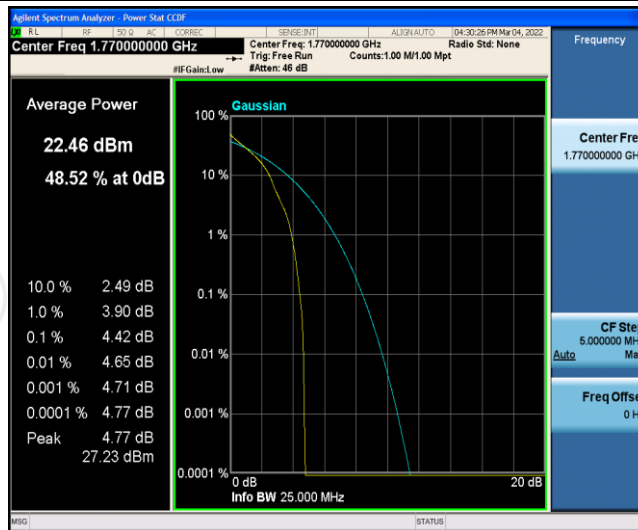 Agilent Spectrum Analyzer - Power Stat CCDF
RL RF 50 Ω AC CORREC SENSE:INT ALIGN AUTO 04:30:26 PM Mar 04, 2022
Center Freq 1.770000000 GHz
Center Freq: 1.770000000 GHz Radio Std: None
Trig: Free Run Counts:1.00 M/1.00 Mpt
#IFGain:Low #Atten: 46 dB
Frequency
Average Power
22.46 dBm
48.52 % at 0dB
10.0 % 2.49 dB
1.0 % 3.90 dB
0.1 % 4.42 dB
0.01 % 4.65 dB
0.001 % 4.71 dB
0.0001 % 4.77 dB
Peak 4.77 dB
27.23 dBm
Gaussian
100 %
10 %
1 %
0.1 %
0.01 %
0.001 %
0.0001 %
0 dB 20 dB
Info BW 25.000 MHz
Center Fre
1.770000000 GH
CF Ste
5.000000 MH
Auto Ma
Freq Offse
0 H
MSG STATUS